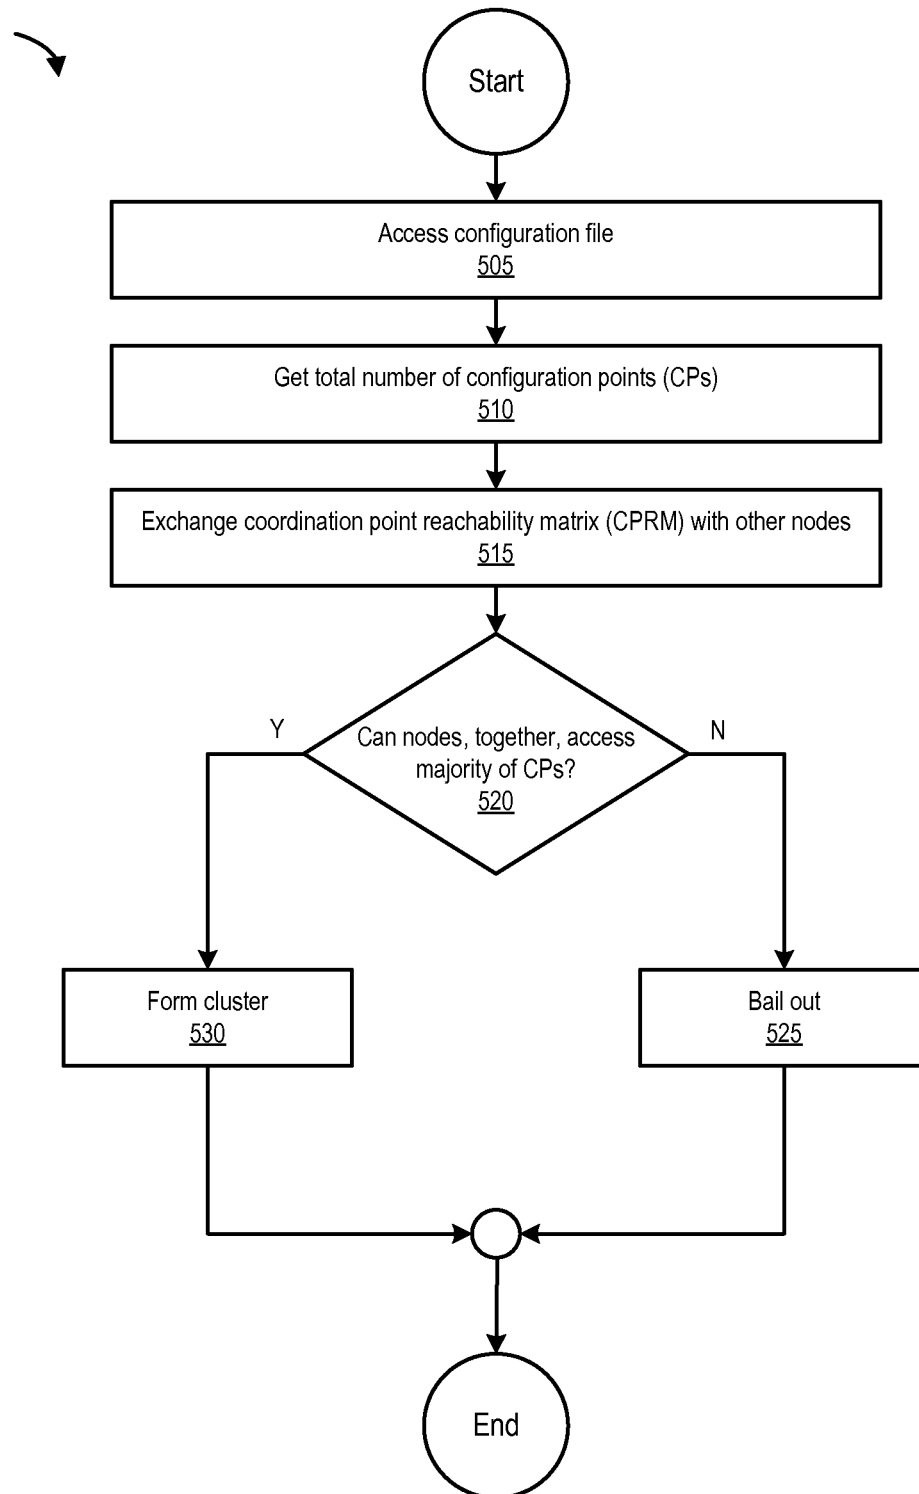 Start
Access configuration file
505
Get total number of configuration points (CPs)
510
Exchange coordination point reachability matrix (CPRM) with other nodes
515
Y
N
Can nodes, together, access
majority of CPs?
520
Form cluster
530
Bail out
525
End